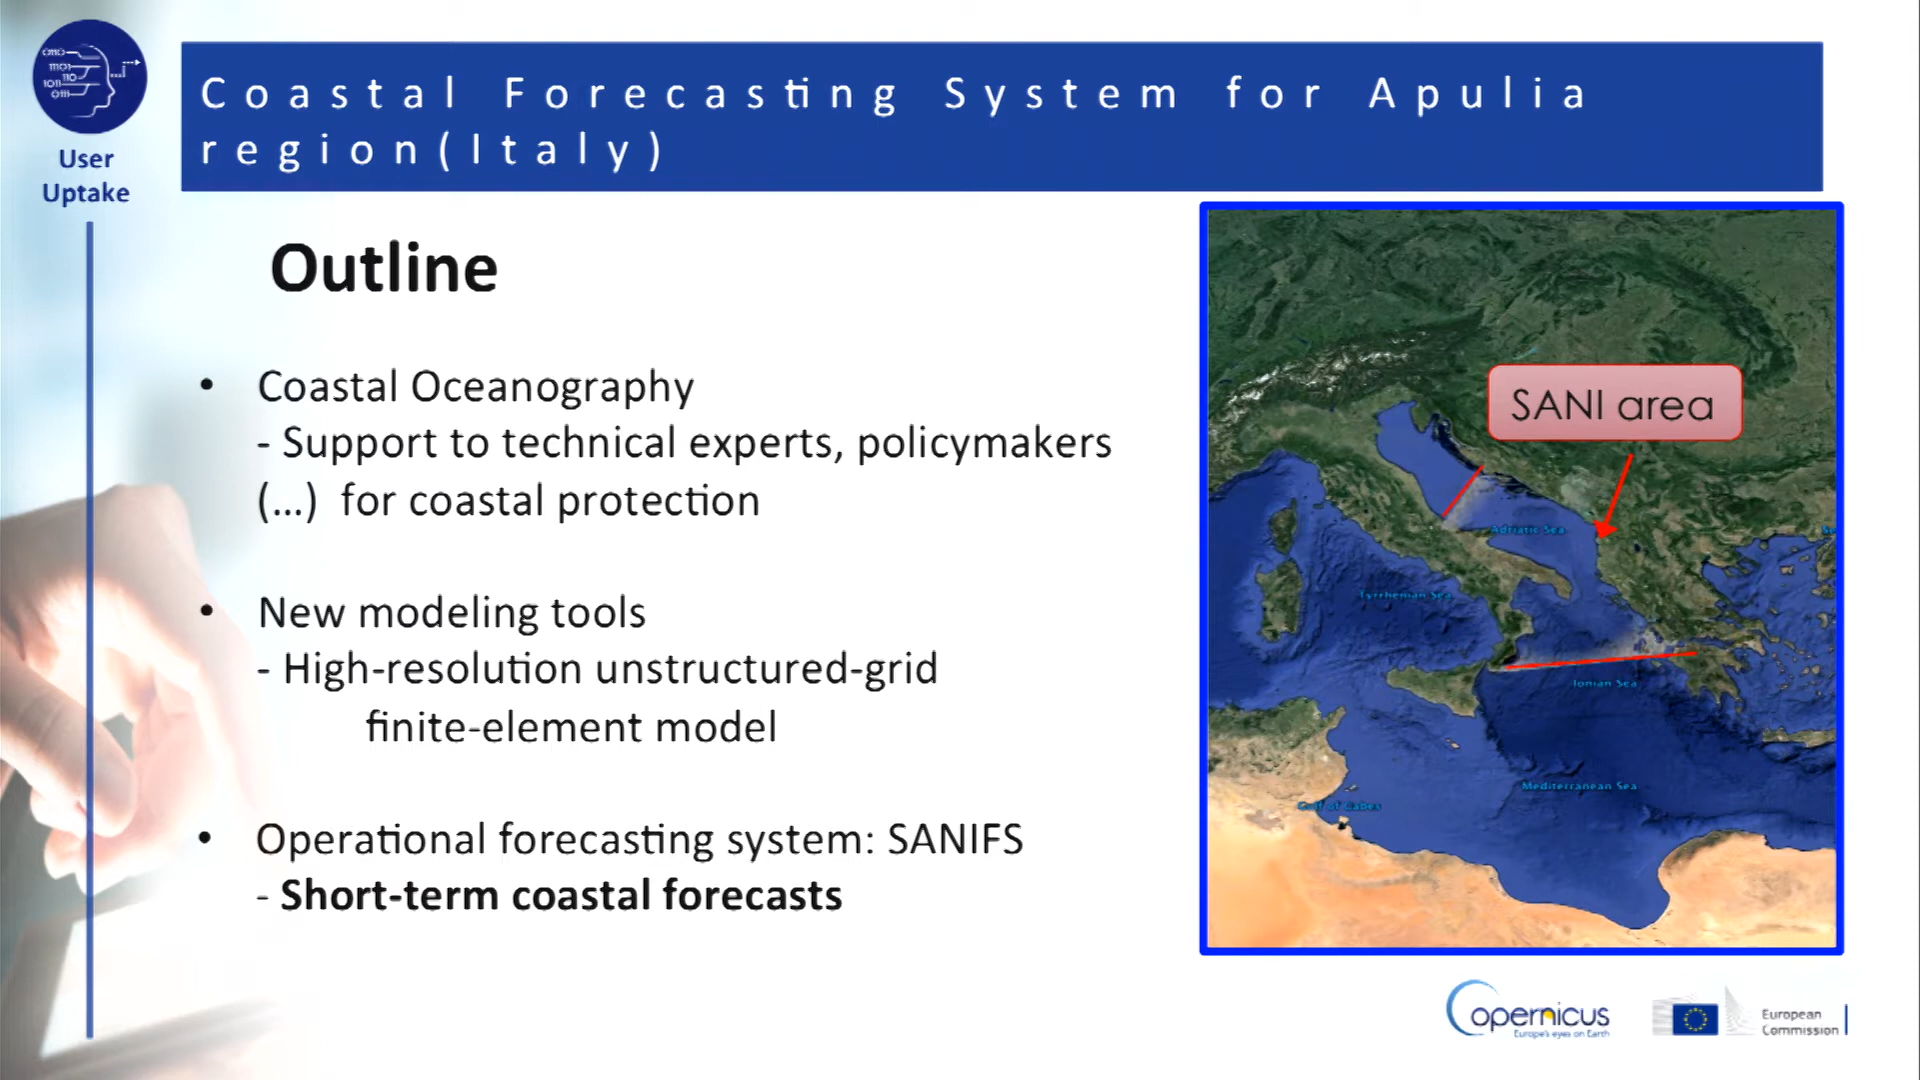 User
Uptake
Coastal Forecasting System for Apulia
region(Italy)
Outline
• Coastal Oceanography
- Support to technical experts, policymakers
(...) for coastal protection
• New modeling tools
- High-resolution unstructured-grid
finite-element model
• Operational forecasting system: SANIFS
- Short-term coastal forecasts
SANI area
Adriatic Sea
Tyrrhenian Sea
Ionian Sea
Mediterranean Sea
Gulf of Gabes
Copernicus
Europe's eyes on Earth
European
Commission